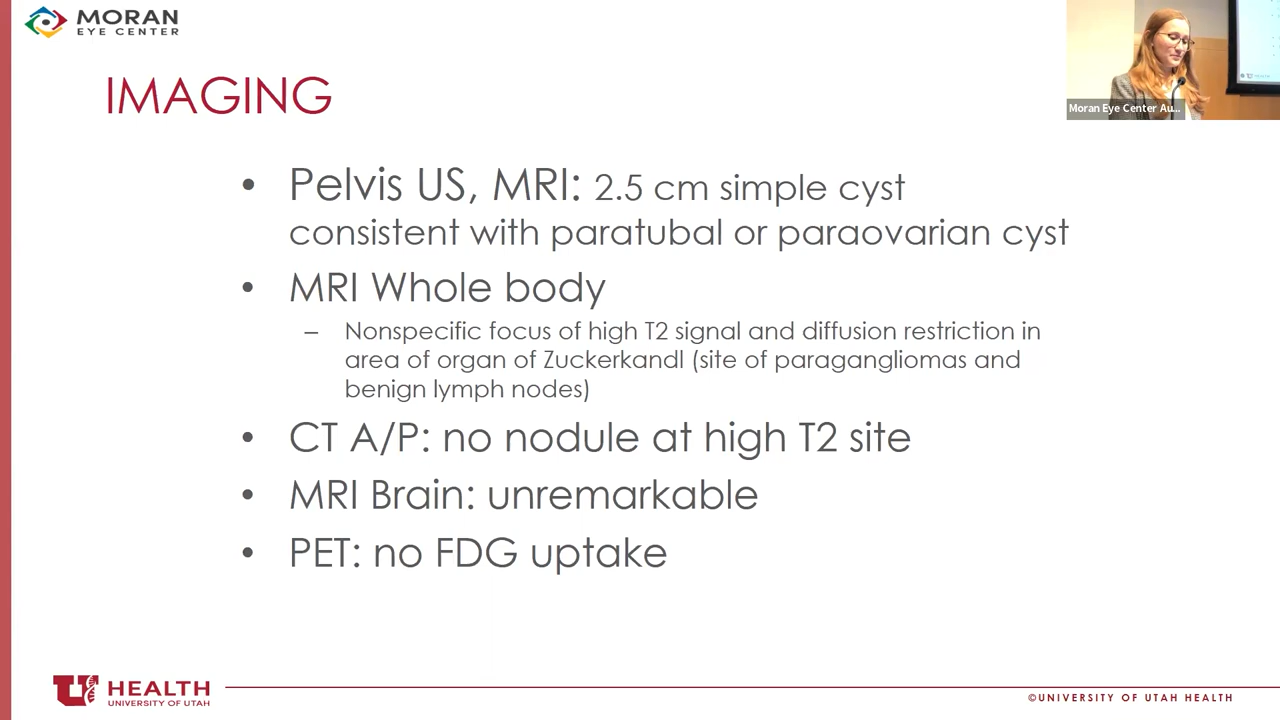 MORAN
EYE CENTER
Moran Eye Center Au...
IMAGING
• Pelvis US, MRI: 2.5 cm simple cyst
consistent with paratubal or paraovarian cyst
• MRI Whole body
– Nonspecific focus of high T2 signal and diffusion restriction in
area of organ of Zuckerkandl (site of paragangliomas and
benign lymph nodes)
• CT A/P: no nodule at high T2 site
• MRI Brain: unremarkable
• PET: no FDG uptake
U HEALTH
UNIVERSITY OF UTAH
©UNIVERSITY OF UTAH HEALTH